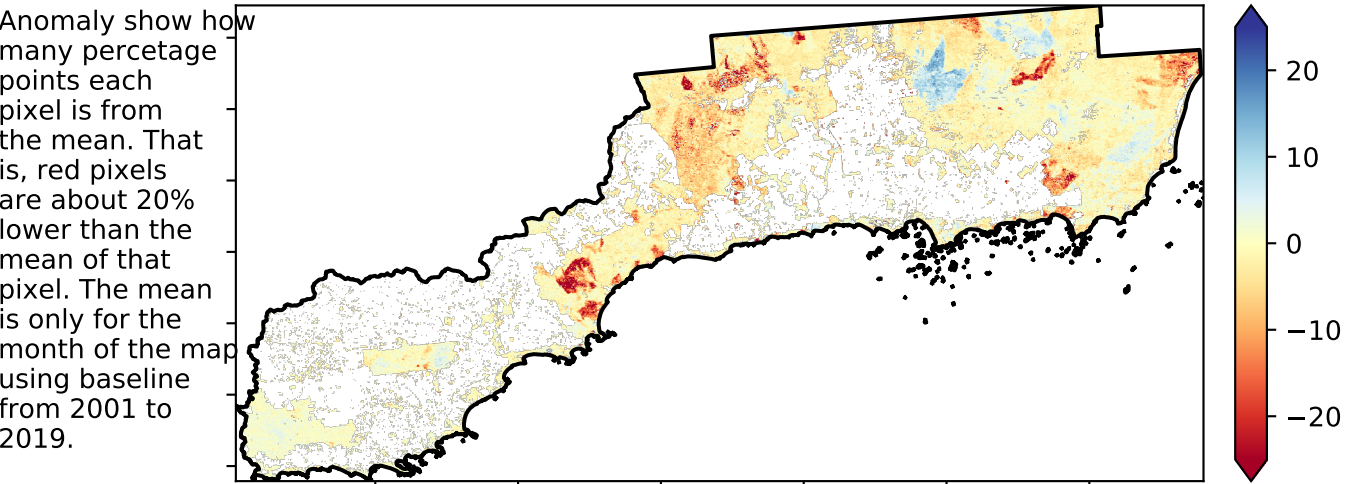 Anomaly show how
many percetage
points each
pixel is from
the mean. That
is, red pixels
are about 20%
lower than the
mean of that
pixel. The mean
is only for the
month of the map
using baseline
from 2001 to
2019.
20
10
0
−10
−20